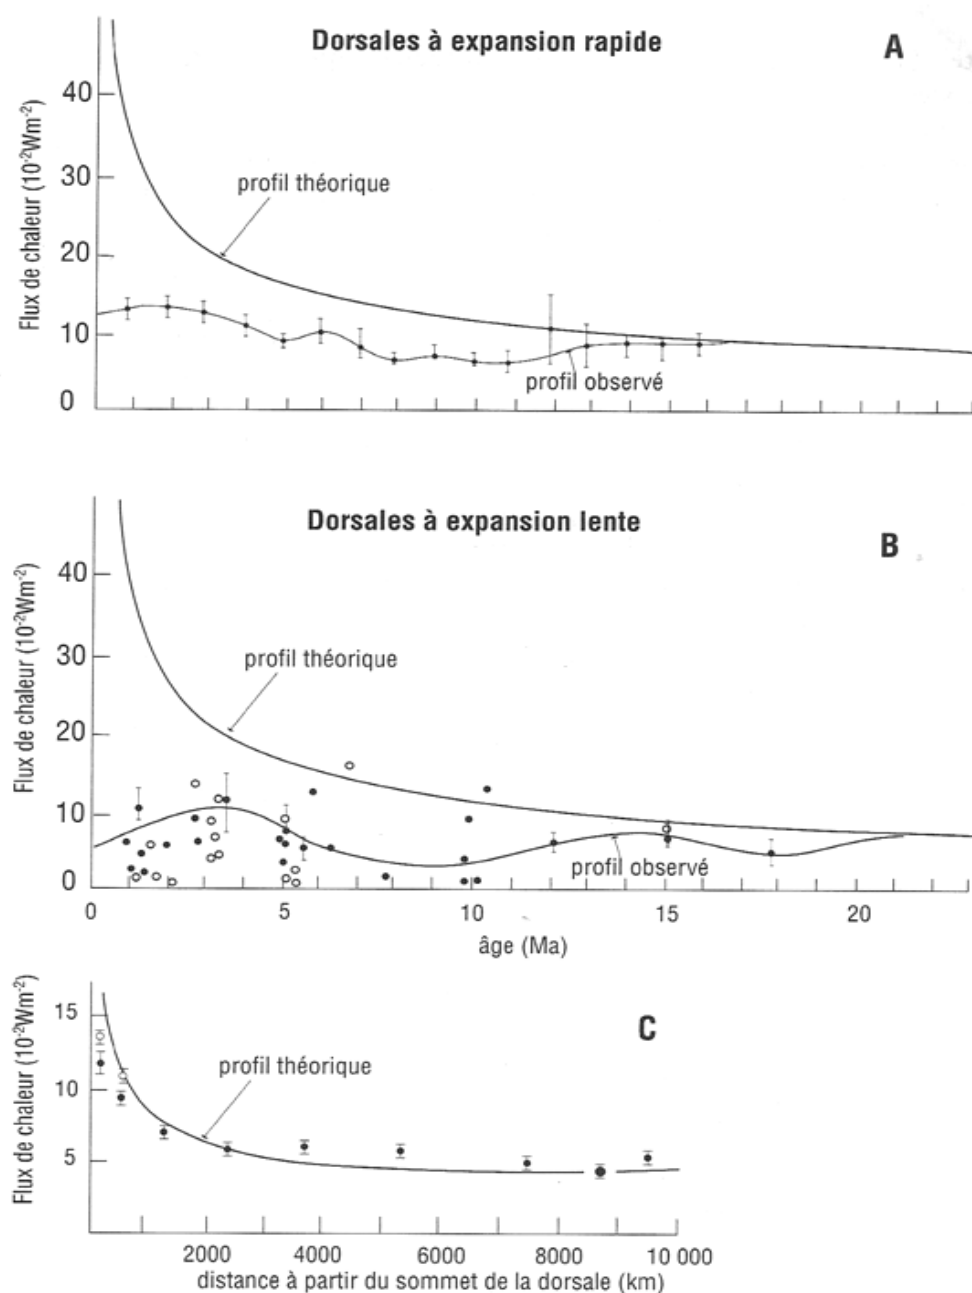 Dorsales à expansion rapide
A
Flux de chaleur (10-2Wm-2)
40
30
20
10
0
profil théorique
profil observé
Dorsales à expansion lente
B
Flux de chaleur (10-2Wm-2)
40
30
20
10
0
profil théorique
profil observé
0 5 10 15 20
âge (Ma)
C
Flux de chaleur (10-2Wm-2)
15
10
5
profil théorique
2000 4000 6000 8000 10 000
distance à partir du sommet de la dorsale (km)